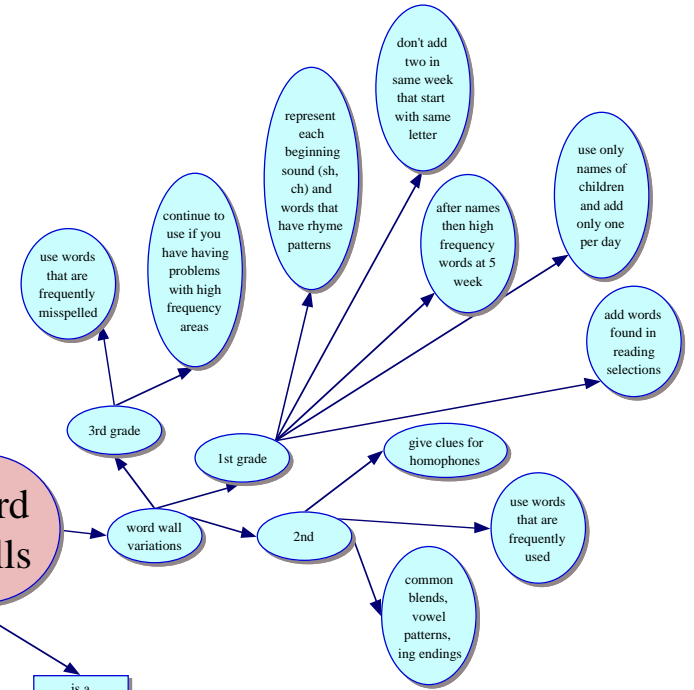 don't add
two in
same week
that start
with same
letter
represent
each
beginning
sound (sh,
ch) and
words that
have rhyme
patterns
use only
names of
children
and add
only one
per day
continue to
use if you
have having
problems
with high
frequency
areas
after names
then high
frequency
words at 5
week
use words
that are
frequently
misspelled
add words
found in
reading
selections
3rd grade
1st grade
give clues for
homophones
rd
lls
word wall
variations
2nd
use words
that are
frequently
used
common
blends,
vowel
patterns,
ing endings
is a